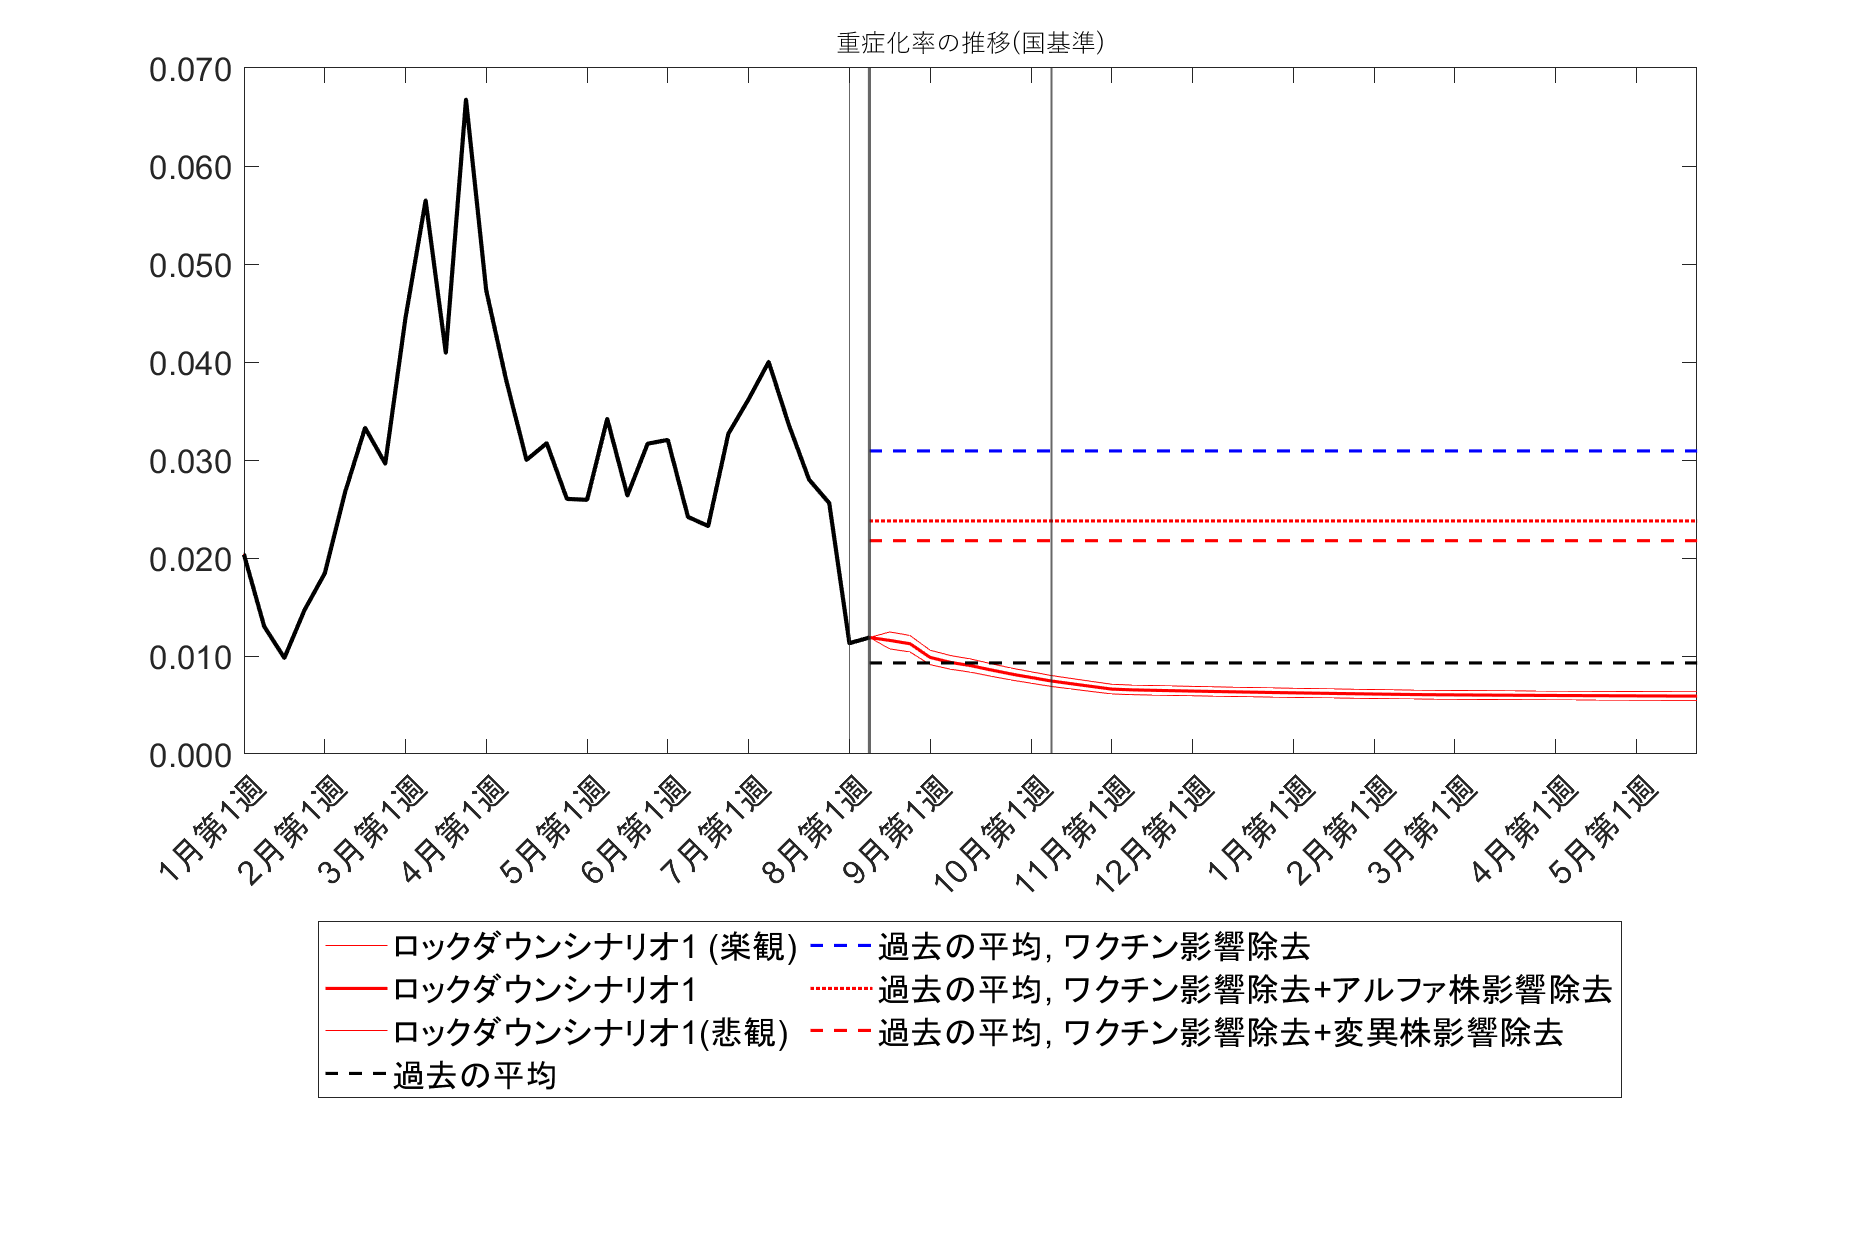 重症化率の推移(国基準)
0.070
0.060
0.050
0.040
0.030
0.020
0.010
0.000
1月第1週
2月第1週
3月第1週
4月第1週
5月第1週
6月第1週
7月第1週
8月第1週
9月第1週
10月第1週
11月第1週
12月第1週
1月第1週
2月第1週
3月第1週
4月第1週
5月第1週
ロックダウンシナリオ1 (楽観)
ロックダウンシナリオ1
ロックダウンシナリオ1(悲観)
過去の平均
過去の平均, ワクチン影響除去
過去の平均, ワクチン影響除去+アルファ株影響除去
過去の平均, ワクチン影響除去+変異株影響除去